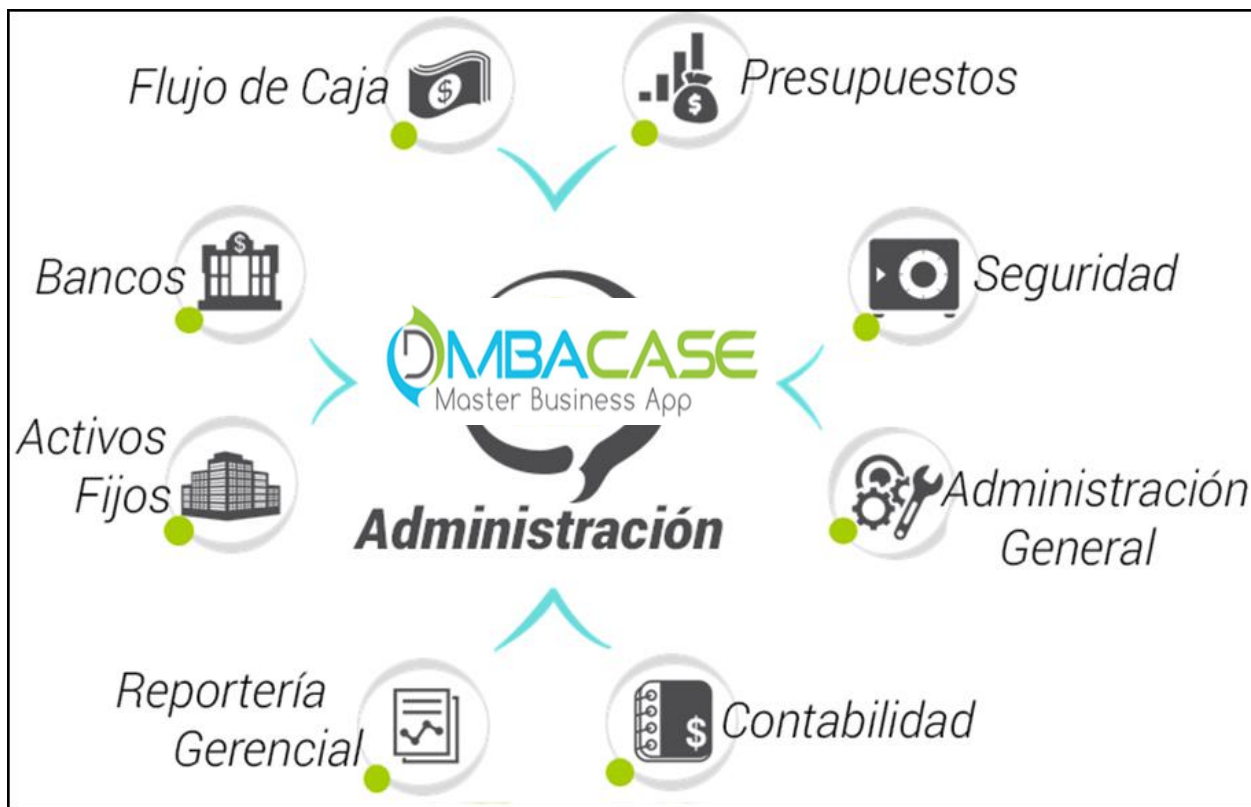 Flujo de Caja
Presupuestos
Bancos
Seguridad
MBACASE
Master Business App
Activos
Fijos
Administración
General
Administración
Reportería
Gerencial
Contabilidad